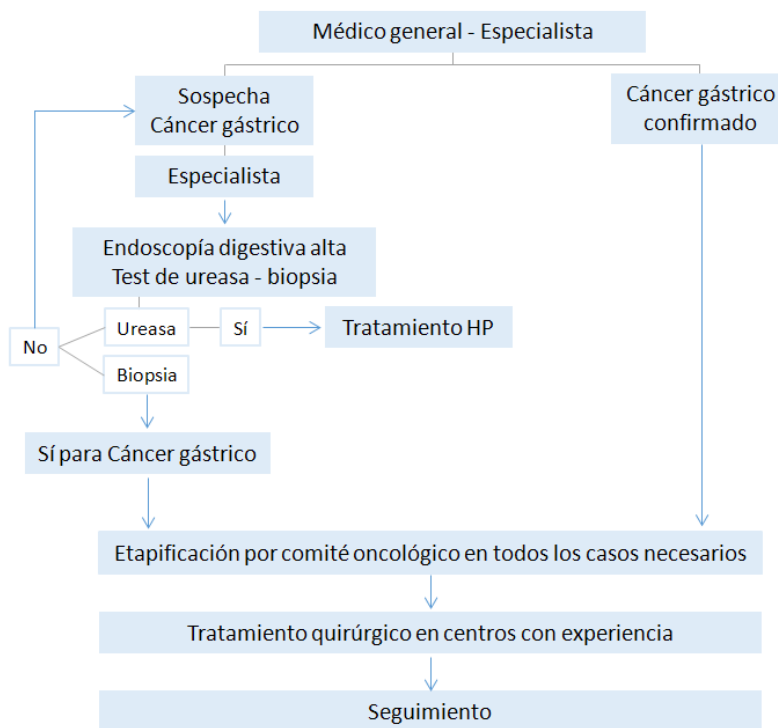 Médico general - Especialista
Sospecha
Cáncer gástrico
Cáncer gástrico
confirmado
Especialista
Endoscopía digestiva alta
Test de ureasa - biopsia
Ureasa
Sí
Tratamiento HP
No
Biopsia
Sí para Cáncer gástrico
Etapificación por comité oncológico en todos los casos necesarios
Tratamiento quirúrgico en centros con experiencia
Seguimiento